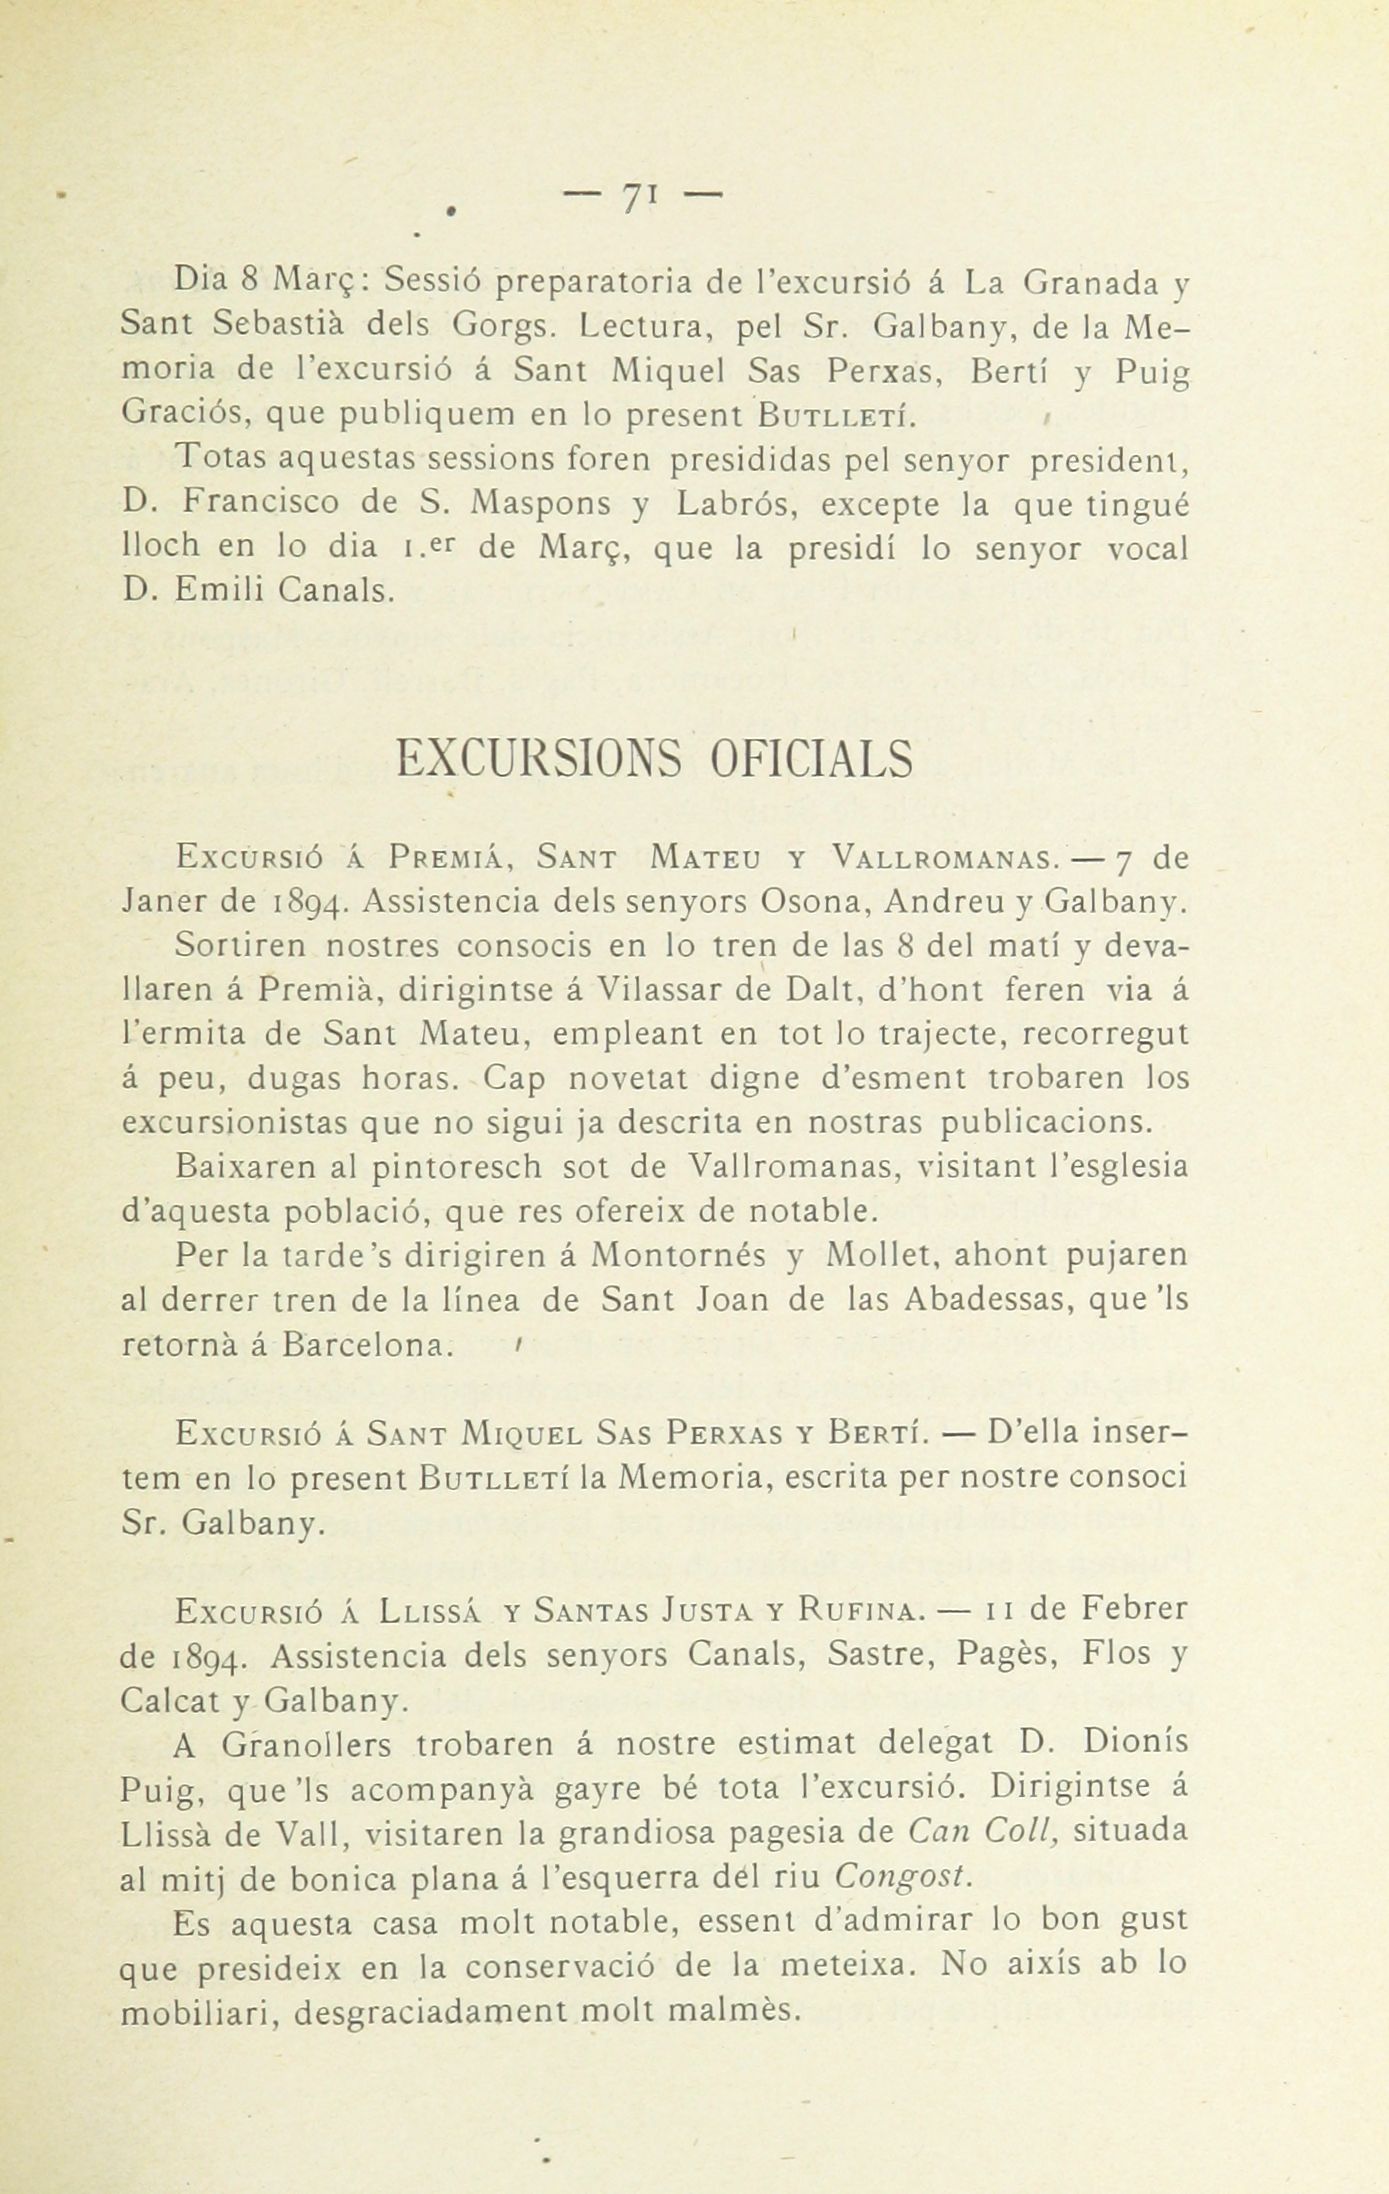 — 71 —
Dia 8 Març: Sessió preparatoria de l'excursió á La Granada y
Sant Sebastià dels Gorgs. Lectura, pel Sr. Galbany, de la Me-
moria de l'excursió á Sant Miquel Sas Perxas, Bertí y Puig
Graciós, que publiquem en lo present Butlletí.
Totas aquestas sessions foren presididas pel senyor president,
D. Francisco de S. Maspons y Labrós, excepte la que tingué
lloch en lo dia 1.er de Març, que la presidí lo senyor vocal
D. Emili Canals.
EXCURSIONS OFICIALS
Excursió á Premiá, Sant Mateu y Vallromanas. — 7 de
Janer de 1894. Assistencia dels senyors Osona, Andreu y Galbany.
Sortiren nostres consocis en lo tren de las 8 del matí y deva-
llaren á Premià, dirigintse á Vilassar de Dalt, d'hont feren via á
l'ermita de Sant Mateu, empleant en tot lo trajecte, recorregut
á peu, dugas horas. Cap novetat digne d'esment trobaren los
excursionistas que no sigui ja descrita en nostras publicacions.
Baixaren al pintoresch sot de Vallromanas, visitant l'esglesia
d'aquesta població, que res ofereix de notable.
Per la tarde 's dirigiren á Montornés y Mollet, ahont pujaren
al derrer tren de la línea de Sant Joan de las Abadessas, que 'ls
retornà á Barcelona.
Excursió á Sant Miquel Sas Perxas y Bertí. — D'ella inser-
tem en lo present Butlletí la Memoria, escrita per nostre consoci
Sr. Galbany.
Excursió á Llissá y Santas Justa y Rufina. — 11 de Febrer
de 1894. Assistencia dels senyors Canals, Sastre, Pagès, Flos y
Calcat y Galbany.
A Granollers trobaren á nostre estimat delegat D. Dionís
Puig, que 'ls acompanyà gayre bé tota l'excursió. Dirigintse á
Llissà de Vall, visitaren la grandiosa pagesia de Can Coll, situada
al mitj de bonica plana á l'esquerra del riu Congost.
Es aquesta casa molt notable, essent d'admirar lo bon gust
que presideix en la conservació de la meteixa. No aixís ab lo
mobiliari, desgraciadament molt malmès.